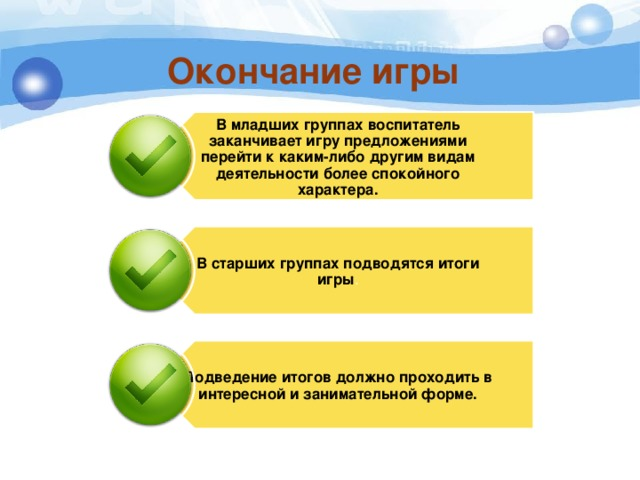 Окончание игры
В младших группах воспитатель
заканчивает игру предложениями
перейти к каким-либо другим видам
деятельности более спокойного
характера.
В старших группах подводятся итоги
игры.
Подведение итогов должно проходить в
интересной и занимательной форме.